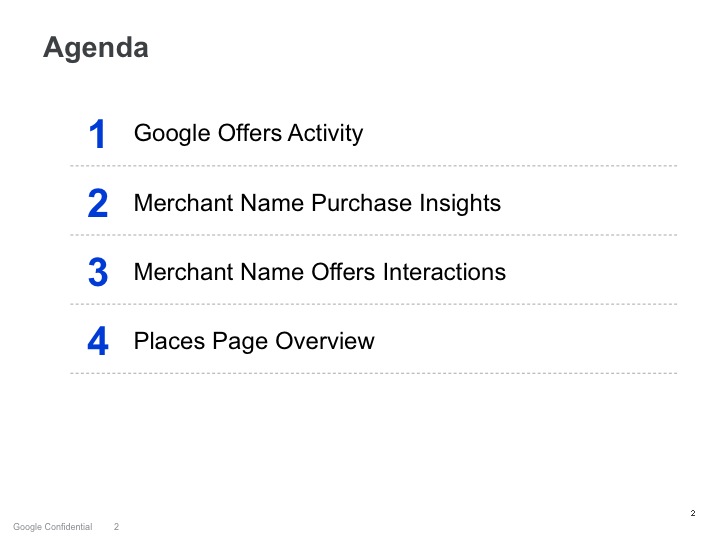 Agenda
1 Google Offers Activity
2 Merchant Name Purchase Insights
3 Merchant Name Offers Interactions
4 Places Page Overview
2
Google Confidential 2